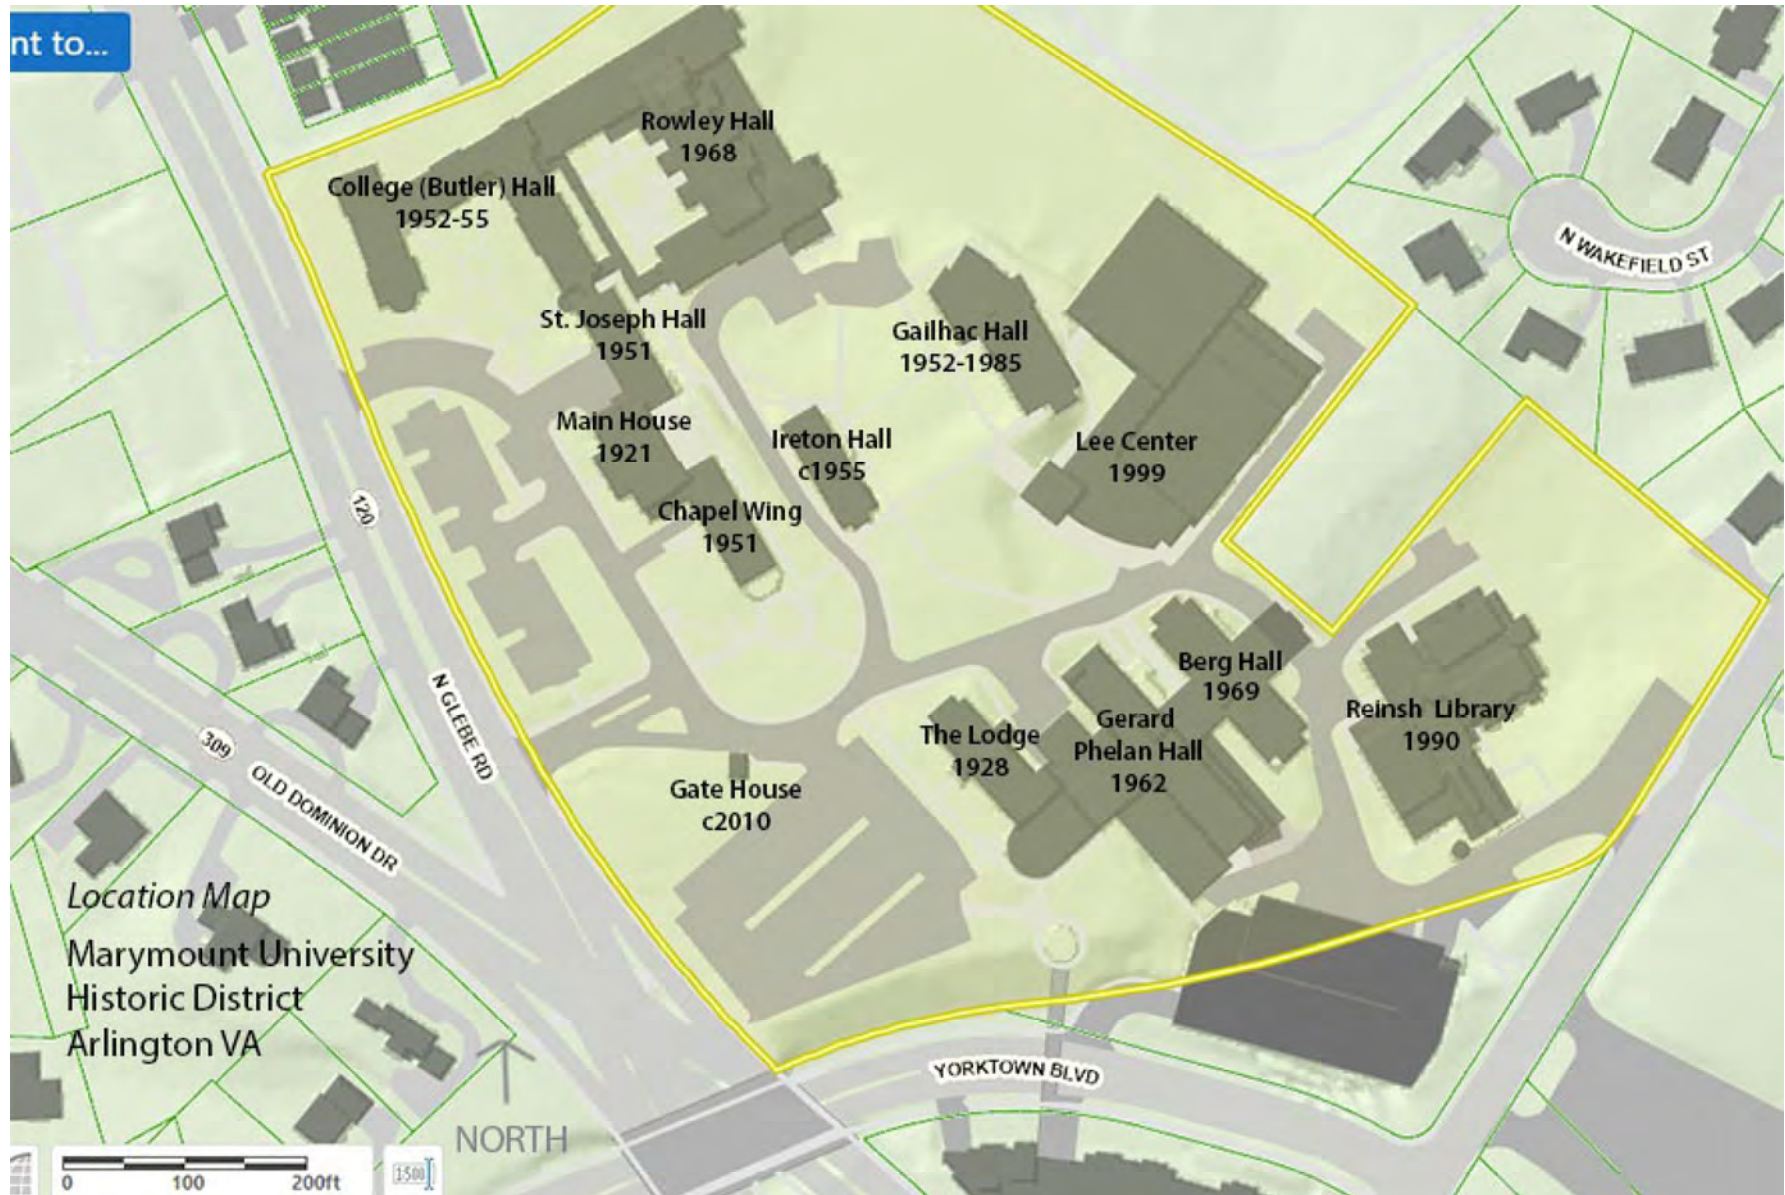 nt to...
Rowley Hall
1968
College (Butler) Hall
1952-55
N WAKEFIELD ST
St. Joseph Hall
1951
Gailhac Hall
1952-1985
Main House
1921
Ireton Hall
c1955
Lee Center
1999
120
Chapel Wing
1951
Berg Hall
1969
N GLEBE RD
309
OLD DOMINION DR
The Lodge
1928
Gerard
Phelan Hall
1962
Reinsh Library
1990
Gate House
c2010
Location Map
Marymount University
Historic District
Arlington VA
YORKTOWN BLVD
NORTH
0 100 200ft